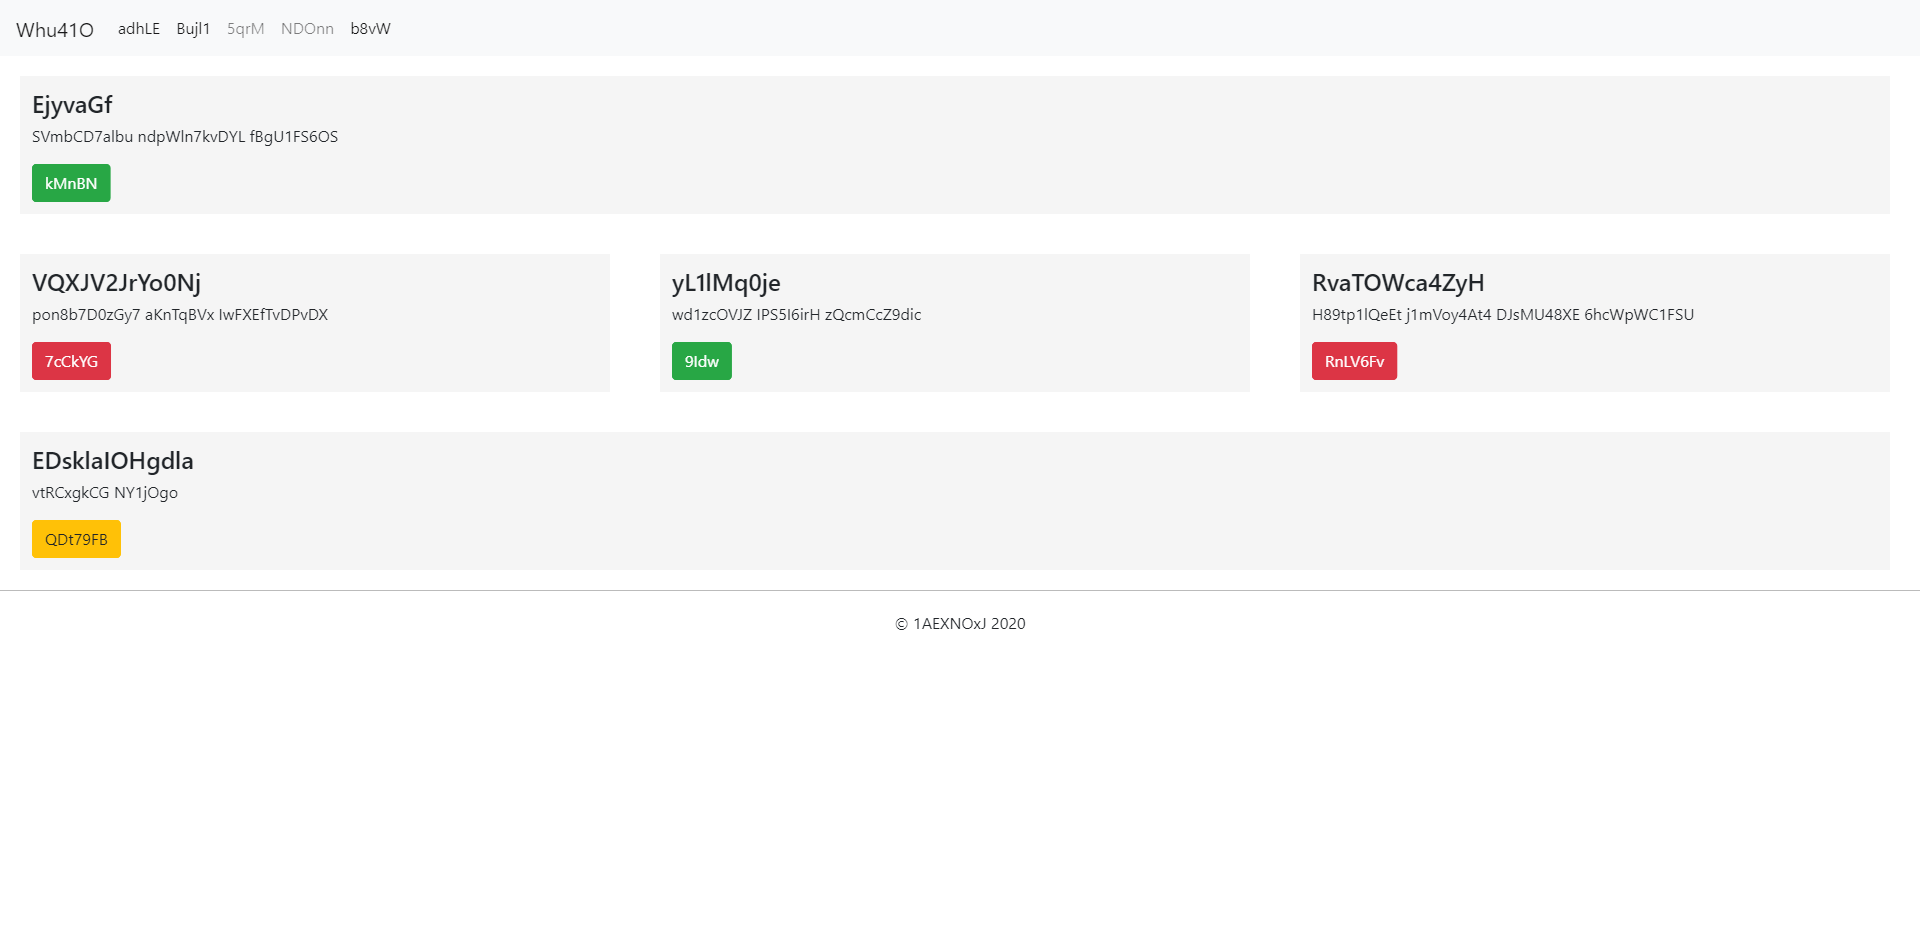 Whu41O adhLE Bujl1 5qrM NDOnn b8vW
EjyvaGf
SVmbCD7albu ndpWln7kvDYL fBgU1FS6OS
kMnBN
VQXJV2JrYo0Nj
pon8b7D0zGy7 aKnTqBVx IwFXEfTvDPvDX
7cCkYG
yL1lMq0je
wd1zcOVJZ IPS5I6irH zQcmCcZ9dic
9Idw
RvaTOWca4ZyH
H89tp1lQeEt j1mVoy4At4 DJsMU48XE 6hcWpWC1FSU
RnLV6Fv
EDsklaIOHgdla
vtRCxgkCG NY1jOgo
QDt79FB
© 1AEXNOxJ 2020